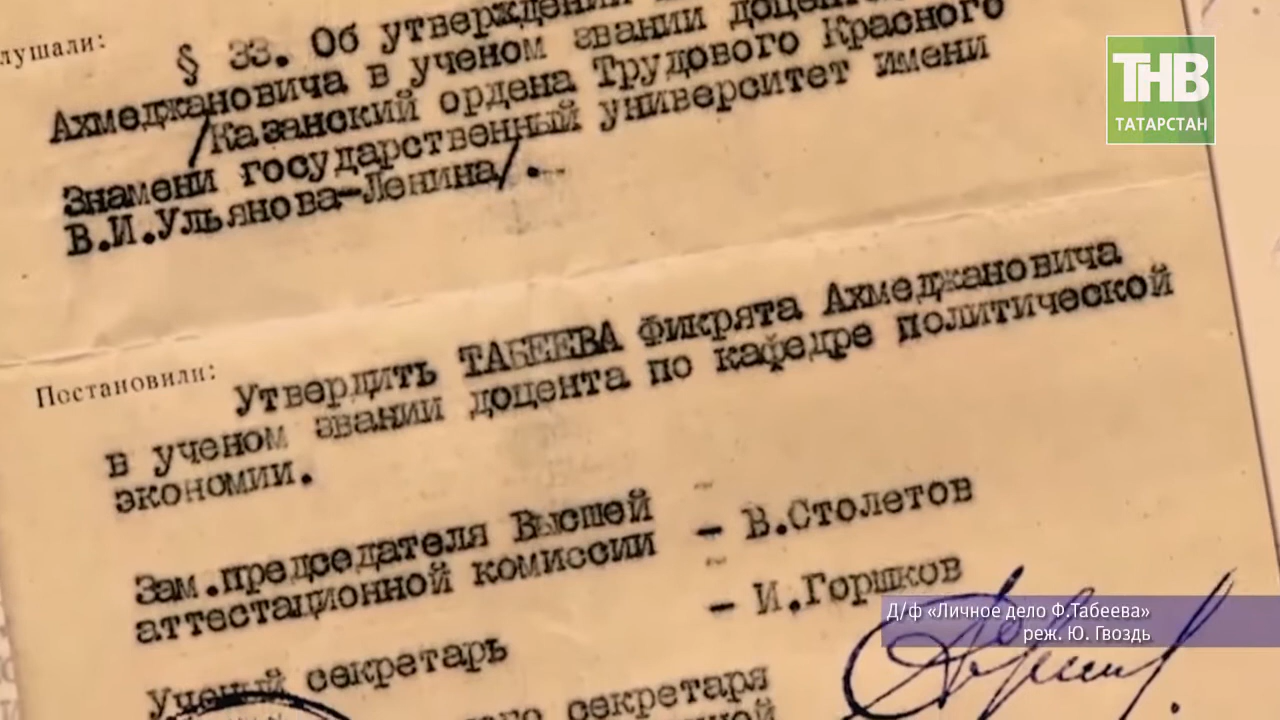 лушали:
§ 33. Об утверждении
Ахмеджановича в ученом звании доцента
/Казанский ордена Трудового Красного
Знамени государственный университет имени
В.И.Ульянова-Ленина/.
Постановили:
Утвердить ТАБЕЕВА Фикрята Ахмеджановича
в ученом звании доцента по кафедре политической
экономии.
Зам.председателя Высшей
аттестационной комиссии - В.Столетов
- И.Горшков
Ученый секретарь
секретаря
ТНВ
ТАТАРСТАН
Д/ф «Личное дело Ф.Табеева»
реж. Ю. Гвоздь